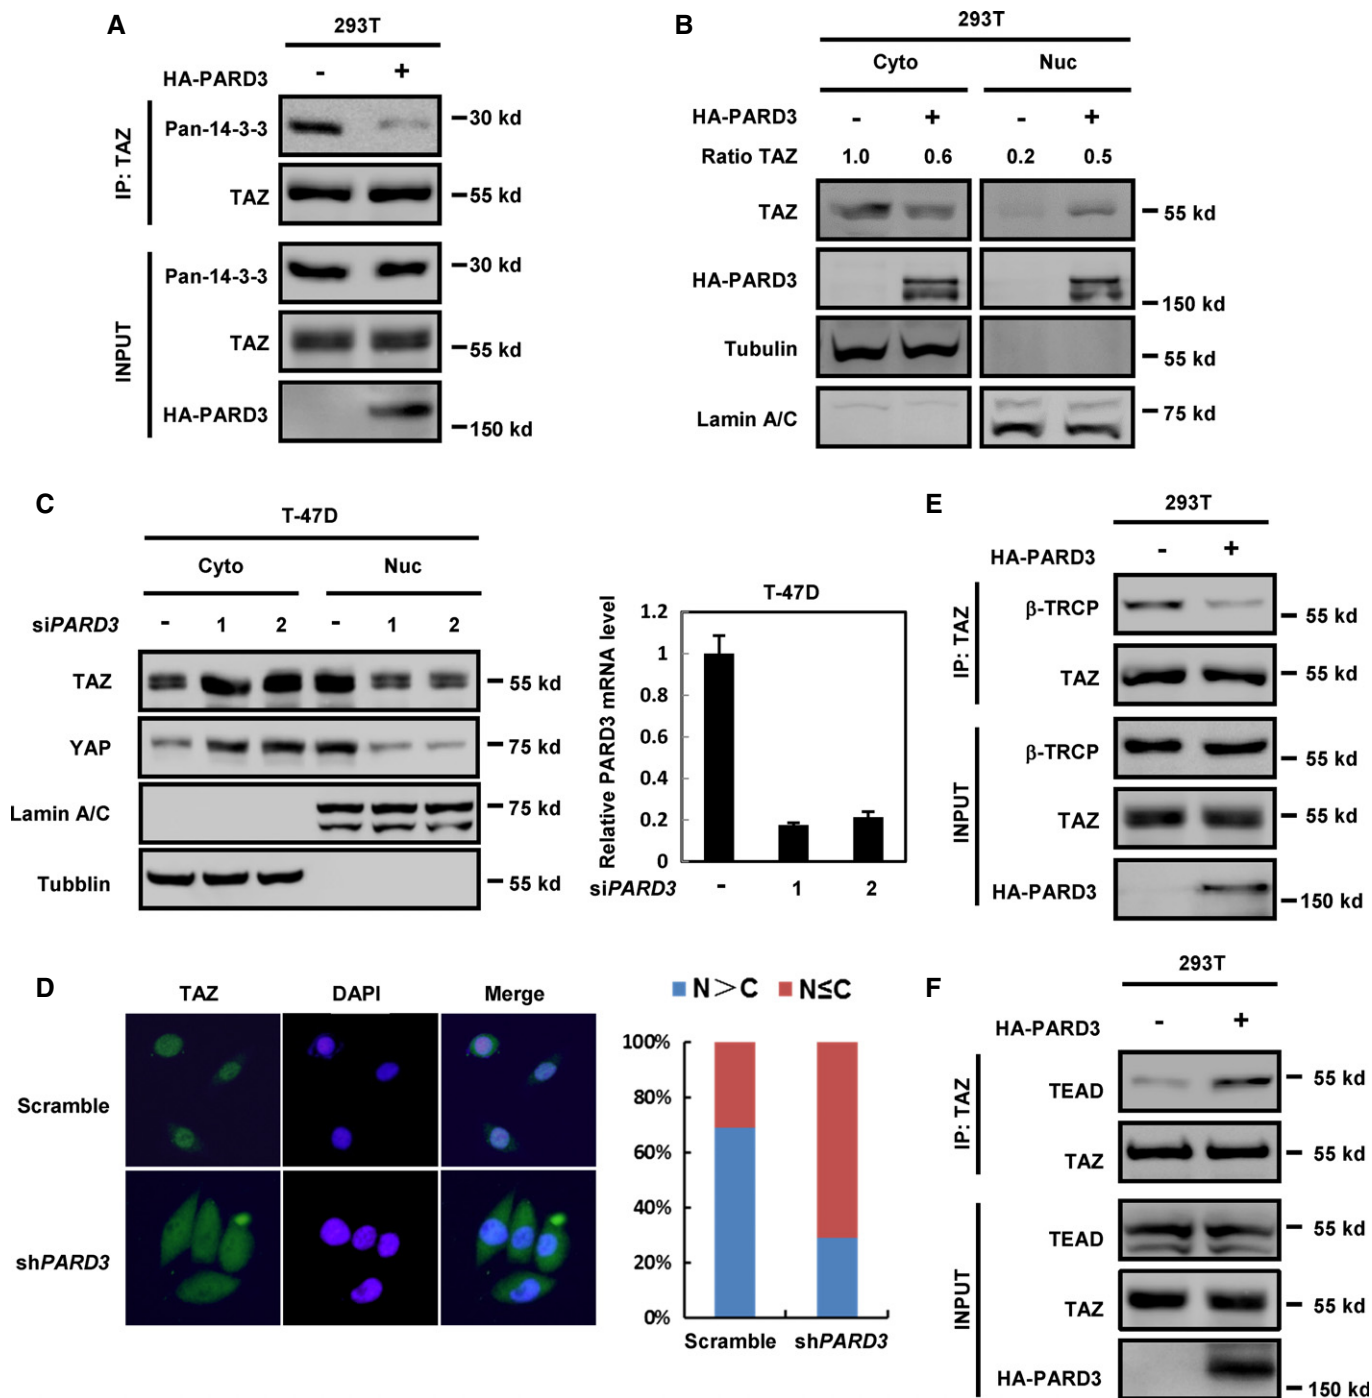 A
293T
HA-PARD3 - +
IP: TAZ
Pan-14-3-3 30 kd
TAZ 55 kd
INPUT
Pan-14-3-3 30 kd
TAZ 55 kd
HA-PARD3 150 kd
B
293T
Cyto Nuc
HA-PARD3 - + - +
Ratio TAZ 1.0 0.6 0.2 0.5
TAZ 55 kd
HA-PARD3 150 kd
Tubulin 55 kd
Lamin A/C 75 kd
C
T-47D
Cyto Nuc
siPARD3 - 1 2 - 1 2
TAZ 55 kd
YAP 75 kd
Lamin A/C 75 kd
Tubblin 55 kd
T-47D
Relative PARD3 mRNA level
1.2
1
0.8
0.6
0.4
0.2
0
siPARD3 - 1 2
D
TAZ DAPI Merge
Scramble
shPARD3
N>C N≤C
100%
80%
60%
40%
20%
0%
Scramble shPARD3
E
293T
HA-PARD3 - +
IP: TAZ
β-TRCP 55 kd
TAZ 55 kd
INPUT
β-TRCP 55 kd
TAZ 55 kd
HA-PARD3 150 kd
F
293T
HA-PARD3 - +
IP: TAZ
TEAD 55 kd
TAZ 55 kd
INPUT
TEAD 55 kd
TAZ 55 kd
HA-PARD3 150 kd